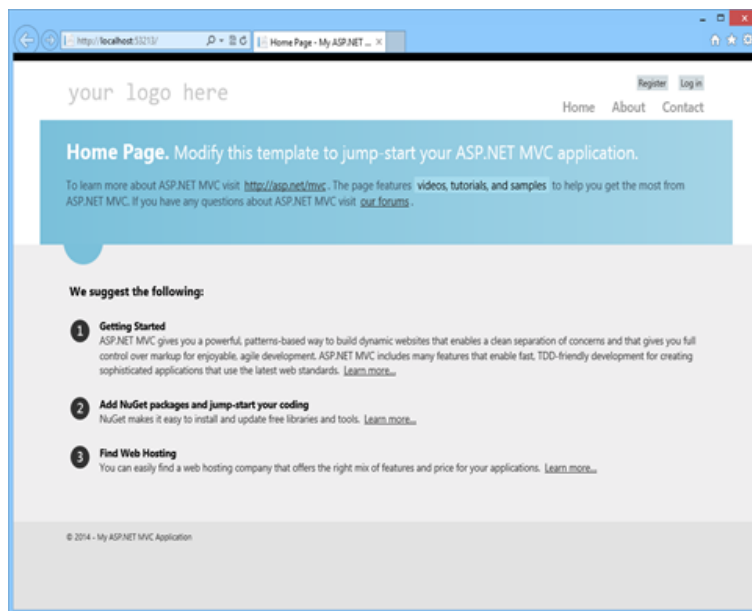 http://localhost:53213/
Home Page - My ASP.NET ...
Register Log in
your logo here
Home About Contact
Home Page. Modify this template to jump-start your ASP.NET MVC application.
To learn more about ASP.NET MVC visit http://asp.net/mvc. The page features videos, tutorials, and samples to help you get the most from
ASP.NET MVC. If you have any questions about ASP.NET MVC visit our forums.
We suggest the following:
1 Getting Started
ASP.NET MVC gives you a powerful, patterns-based way to build dynamic websites that enables a clean separation of concerns and that gives you full
control over markup for enjoyable, agile development. ASP.NET MVC includes many features that enable fast, TDD-friendly development for creating
sophisticated applications that use the latest web standards. Learn more...
2 Add NuGet packages and jump-start your coding
NuGet makes it easy to install and update free libraries and tools. Learn more...
3 Find Web Hosting
You can easily find a web hosting company that offers the right mix of features and price for your applications. Learn more...
© 2014 - My ASP.NET MVC Application